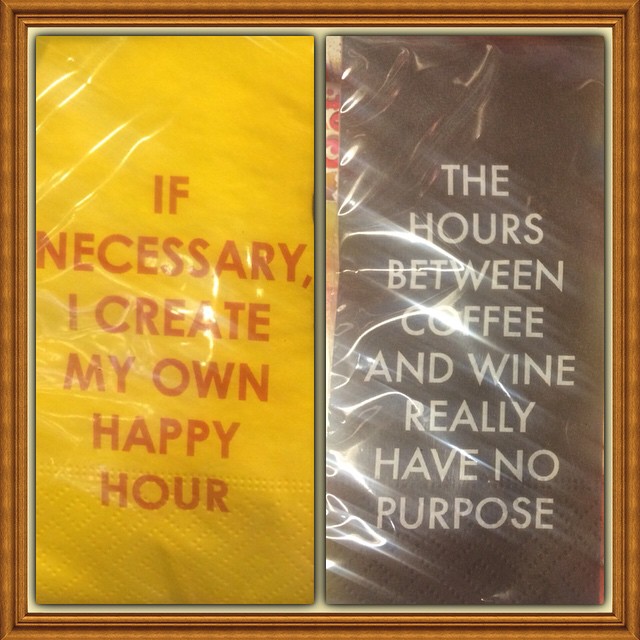 IF
NECESSARY,
I CREATE
MY OWN
HAPPY
HOUR
THE
HOURS
BETWEEN
COFFEE
AND WINE
REALLY
HAVE NO
PURPOSE